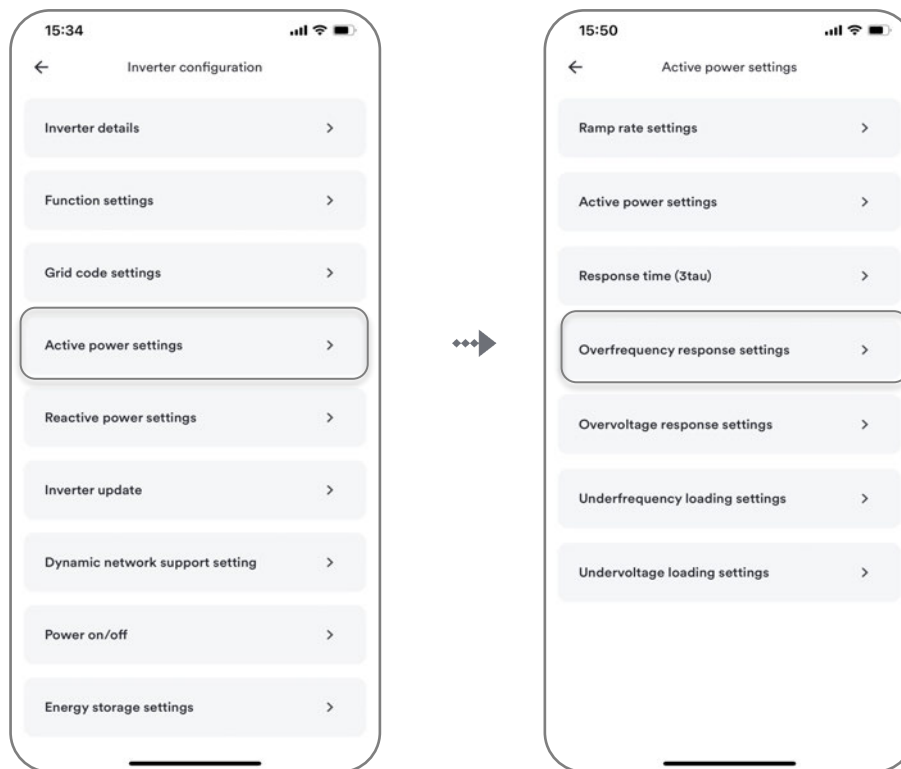 15:34
Inverter configuration
Inverter details
Function settings
Grid code settings
Active power settings
Reactive power settings
Inverter update
Dynamic network support setting
Power on/off
Energy storage settings
15:50
Active power settings
Ramp rate settings
Active power settings
Response time (3tau)
Overfrequency response settings
Overvoltage response settings
Underfrequency loading settings
Undervoltage loading settings